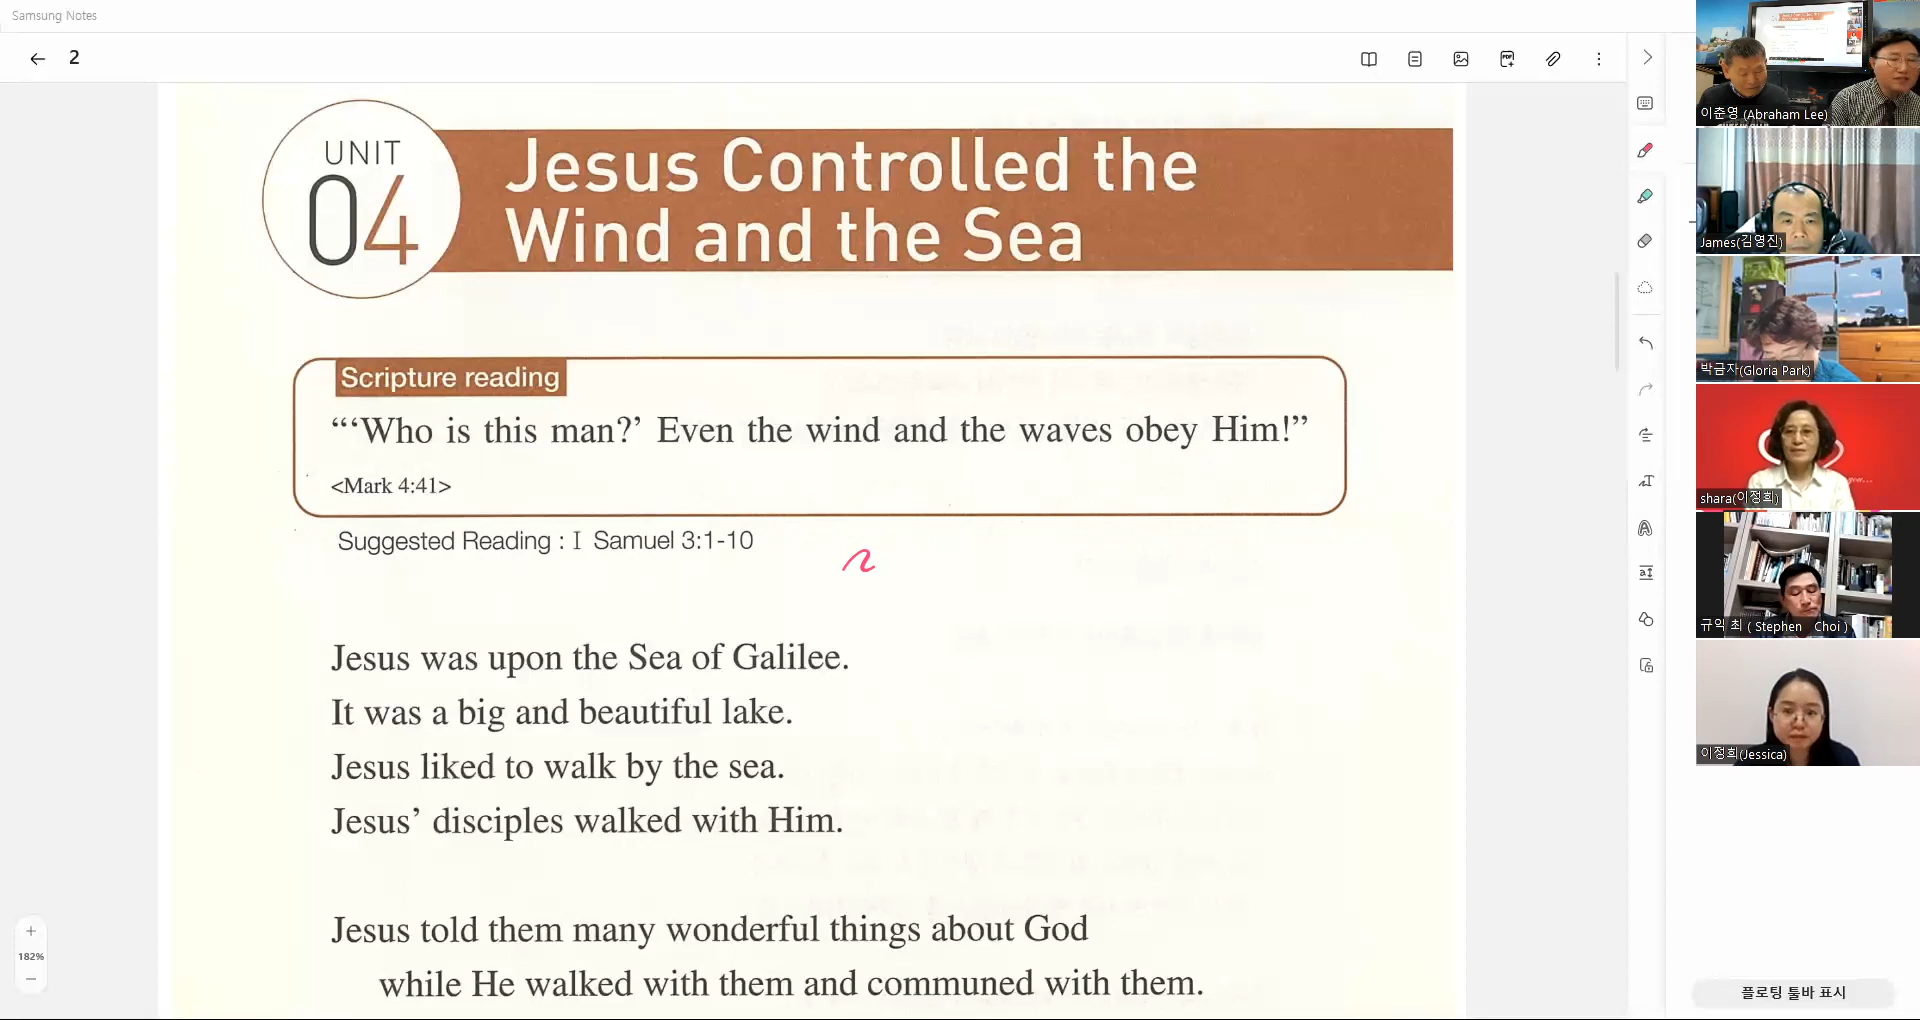 Samsung Notes
2
UNIT
04
Jesus Controlled the
Wind and the Sea
Scripture reading
“‘Who is this man?’ Even the wind and the waves obey Him!”
<Mark 4:41>
Suggested Reading : I Samuel 3:1-10
Jesus was upon the Sea of Galilee.
It was a big and beautiful lake.
Jesus liked to walk by the sea.
Jesus’ disciples walked with Him.
Jesus told them many wonderful things about God
while He walked with them and communed with them.
182%
이춘영 (Abraham Lee)
James(김영진)
박금자(Gloria Park)
shara(이정희)
규익 최 ( Stephen Choi )
이정희(Jessica)
플로팅 툴바 표시